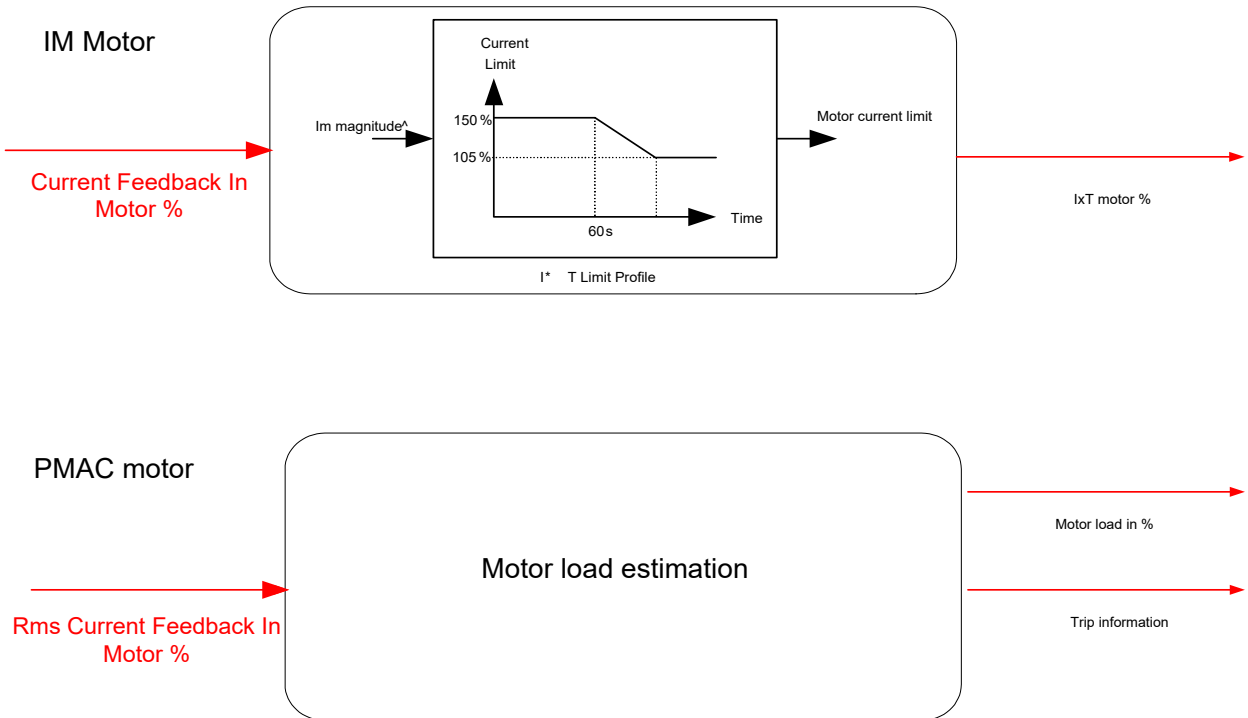 IM Motor
Current
Limit
150 %
105 %
60s
Time
Im magnitude^
Motor current limit
I* T Limit Profile
Current Feedback In
Motor %
IxT motor %
PMAC motor
Motor load estimation
Rms Current Feedback In
Motor %
Motor load in %
Trip information